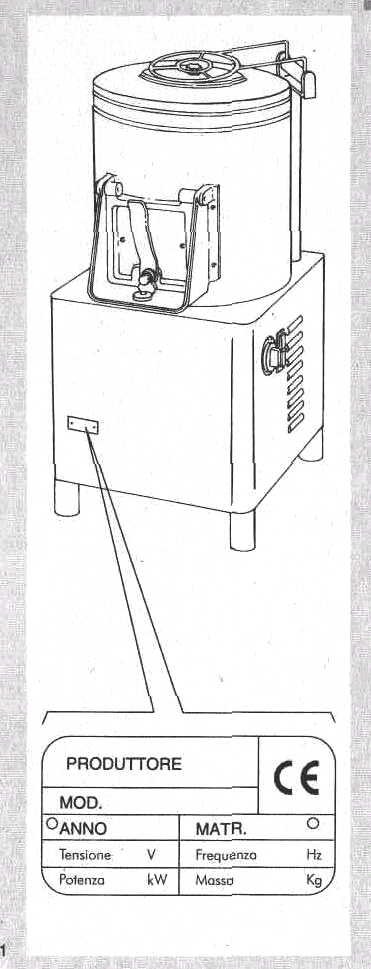 PRODUTTORE
CE
MOD.
ANNO MATR.
Tensione V Frequenza Hz
Potenza kW Massa Kg
1